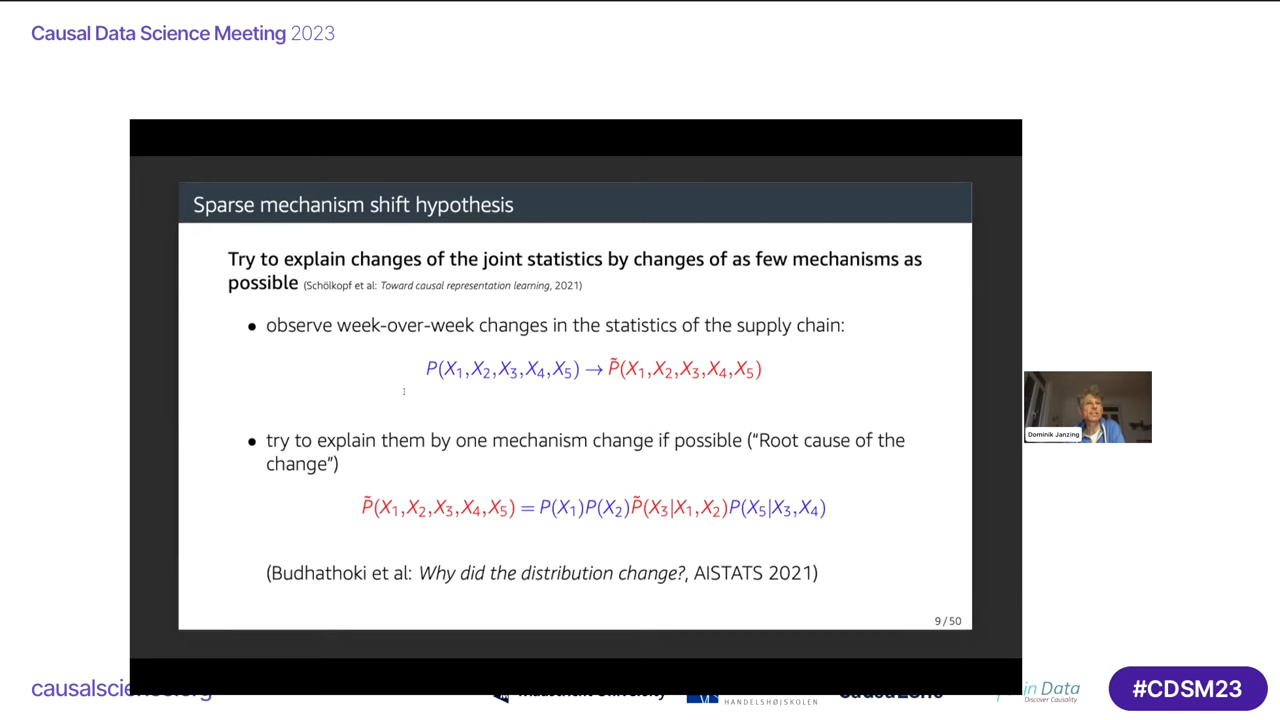 Causal Data Science Meeting 2023
Sparse mechanism shift hypothesis
Try to explain changes of the joint statistics by changes of as few mechanisms as
possible (Schölkopf et al: Toward causal representation learning, 2021)
• observe week-over-week changes in the statistics of the supply chain:
P(X₁,X₂,X₃,X₄,X₅) → P̃(X₁,X₂,X₃,X₄,X₅)
• try to explain them by one mechanism change if possible (“Root cause of the
change”)
P̃(X₁,X₂,X₃,X₄,X₅) = P(X₁)P(X₂)P̃(X₃|X₁,X₂)P(X₅|X₃,X₄)
(Budhathoki et al: Why did the distribution change?, AISTATS 2021)
9 / 50
Dominik Janzing
HANDELSHØJSKOLEN
Data
Discover Causality
#CDSM23